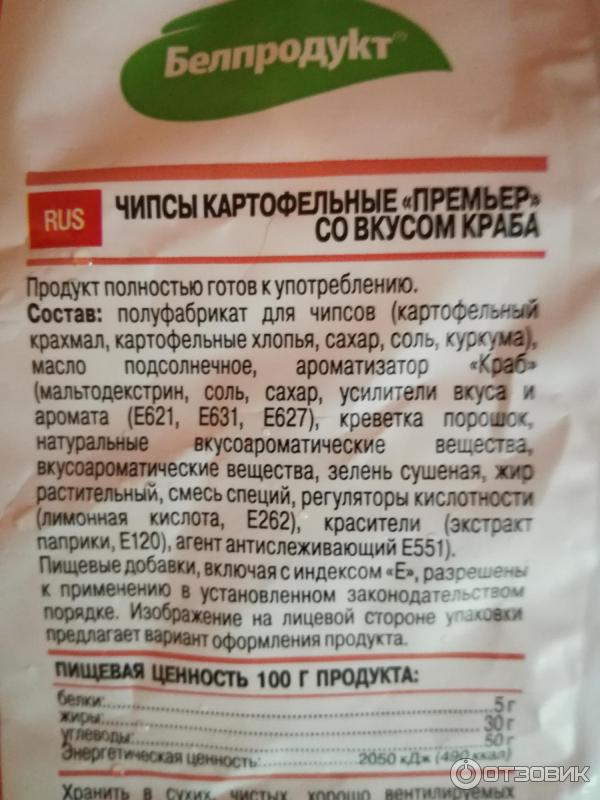 Белпродукт®
RUS
ЧИПСЫ КАРТОФЕЛЬНЫЕ «ПРЕМЬЕР»
СО ВКУСОМ КРАБА
Продукт полностью готов к употреблению.
Состав: полуфабрикат для чипсов (картофельный
крахмал, картофельные хлопья, сахар, соль, куркума),
масло подсолнечное, ароматизатор «Краб»
(мальтодекстрин, соль, сахар, усилители вкуса и
аромата (Е621, Е631, Е627), креветка порошок,
натуральные вкусоароматические вещества,
вкусоароматические вещества, зелень сушеная, жир
растительный, смесь специй, регуляторы кислотности
(лимонная кислота, Е262), красители (экстракт
паприки, Е120), агент антислеживающий Е551).
Пищевые добавки, включая с индексом «Е», разрешены
к применению в установленном законодательством
порядке. Изображение на лицевой стороне упаковки
предлагает вариант оформления продукта.
ПИЩЕВАЯ ЦЕННОСТЬ 100 Г ПРОДУКТА:
белки:.....5 г
жиры:.....30 г
углеводы:.....50 г
Энергетическая ценность:.....2050 кДж (490 ккал)
Хранить в сухих, чистых, хорошо вентилируемых
ОТЗОВИК